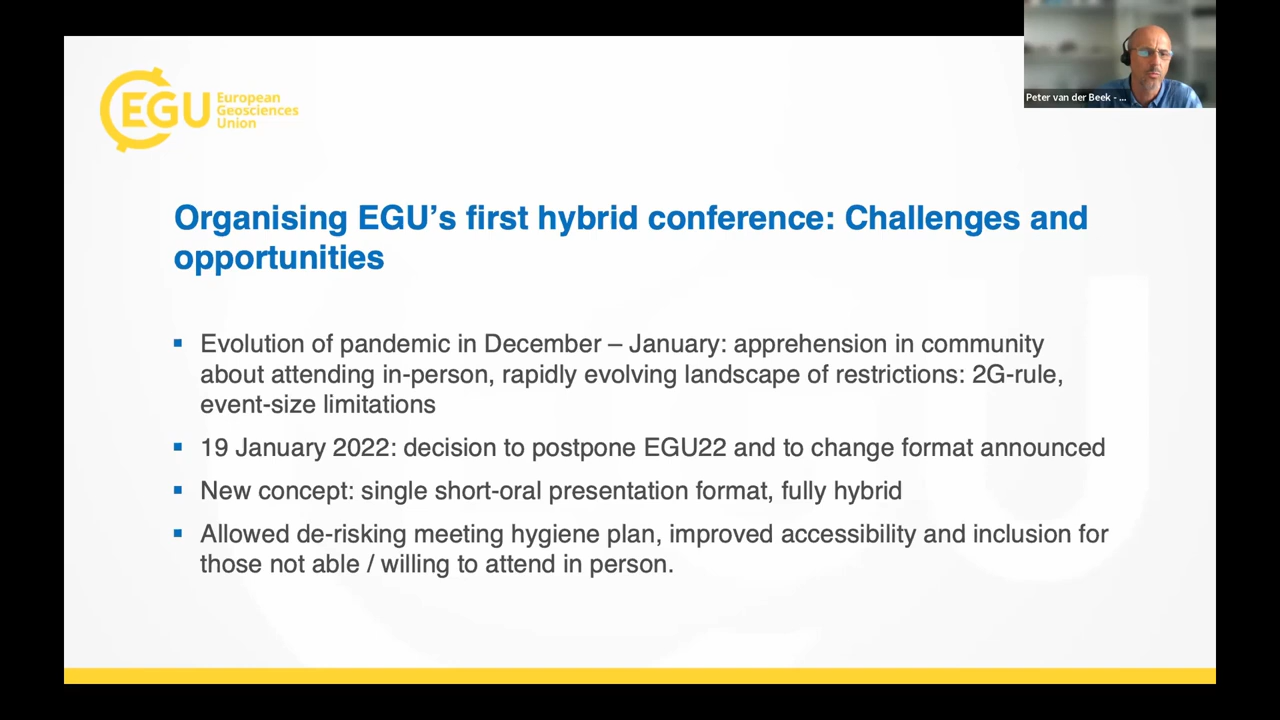 Peter van der Beek - ...
EGU
European
Geosciences
Union
Organising EGU’s first hybrid conference: Challenges and
opportunities
▪ Evolution of pandemic in December – January: apprehension in community
about attending in-person, rapidly evolving landscape of restrictions: 2G-rule,
event-size limitations
▪ 19 January 2022: decision to postpone EGU22 and to change format announced
▪ New concept: single short-oral presentation format, fully hybrid
▪ Allowed de-risking meeting hygiene plan, improved accessibility and inclusion for
those not able / willing to attend in person.